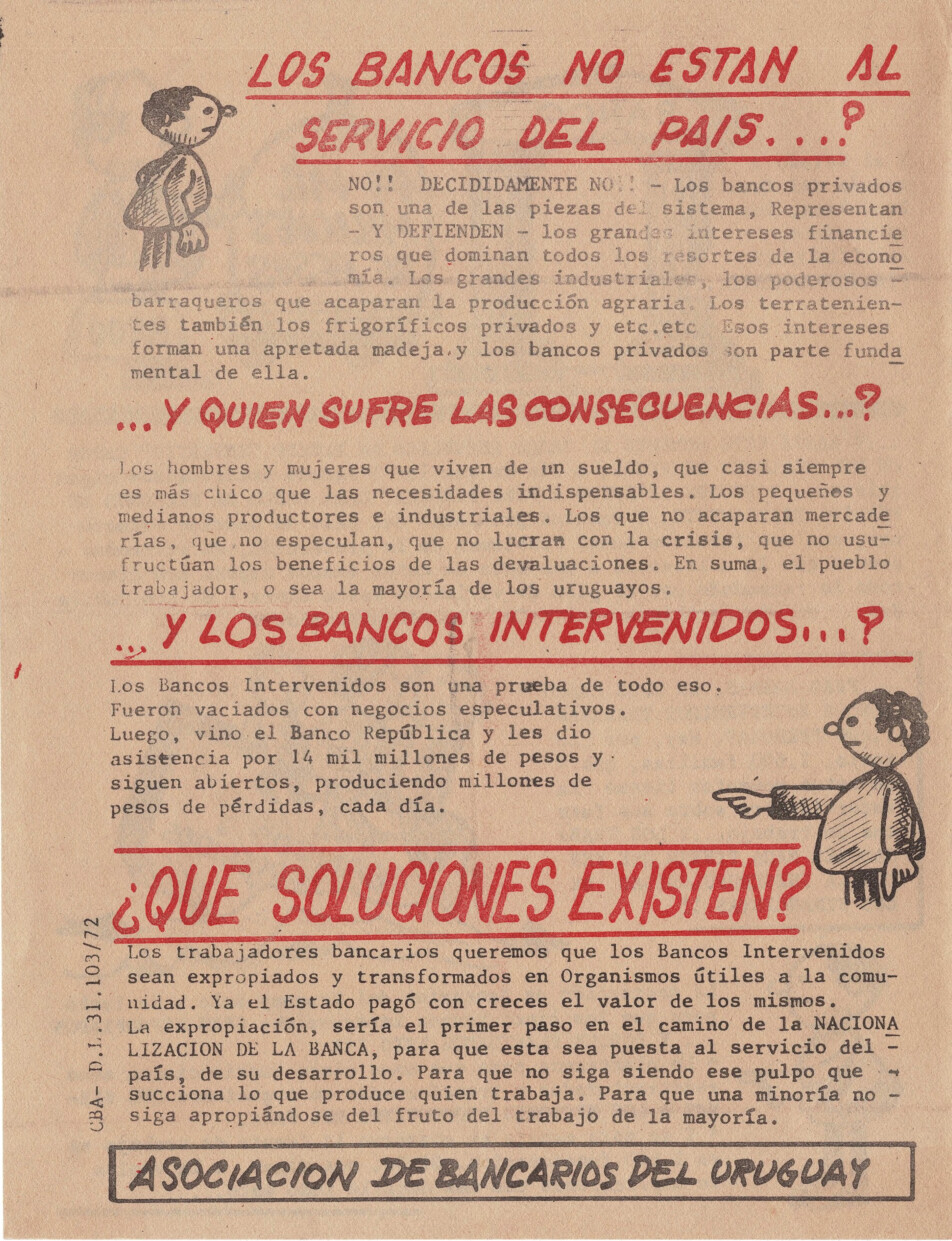 LOS BANCOS NO ESTAN AL
SERVICIO DEL PAIS...?
NO!! DECIDIDAMENTE NO!! - Los bancos privados
son una de las piezas del sistema, Representan
- Y DEFIENDEN - los grandes intereses financie
ros que dominan todos los resortes de la econo
mía. Los grandes industriales, los poderosos -
barraqueros que acaparan la producción agraria. Los terratenien-
tes también los frigoríficos privados y etc.etc Esos intereses
forman una apretada madeja.y los bancos privados son parte funda
mental de ella.
...Y QUIEN SUFRE LAS CONSECUENCIAS...?
Los hombres y mujeres que viven de un sueldo, que casi siempre
es más chico que las necesidades indispensables. Los pequeñes y
medianos productores e industriales. Los que no acaparan mercade
rías, que no especulan, que no lucran con la crisis, que no usu-
fructúan los beneficios de las devaluaciones. En suma, el pueblo
trabajador, o sea la mayoría de los uruguayos.
...Y LOS BANCOS INTERVENIDOS...?
Los Bancos Intervenidos son una prueba de todo eso.
Fueron vaciados con negocios especulativos.
Luego, vino el Banco República y les dio
asistencia por 14 mil millones de pesos y
siguen abiertos, produciendo millones de
pesos de pérdidas, cada día.
¿QUE SOLUCIONES EXISTEN?
Los trabajadores bancarios queremos que los Bancos Intervenidos
sean expropiados y transformados en Organismos útiles a la comu-
nidad. Ya el Estado pagó con creces el valor de los mismos.
La expropiación, sería el primer paso en el camino de la NACIONA
LIZACION DE LA BANCA, para que esta sea puesta al servicio del -
país, de su desarrollo. Para que no siga siendo ese pulpo que -
succiona lo que produce quien trabaja. Para que una minoría no -
siga apropiándose del fruto del trabajo de la mayoría.
CBA- D.L.31.103/72
ASOCIACION DE BANCARIOS DEL URUGUAY